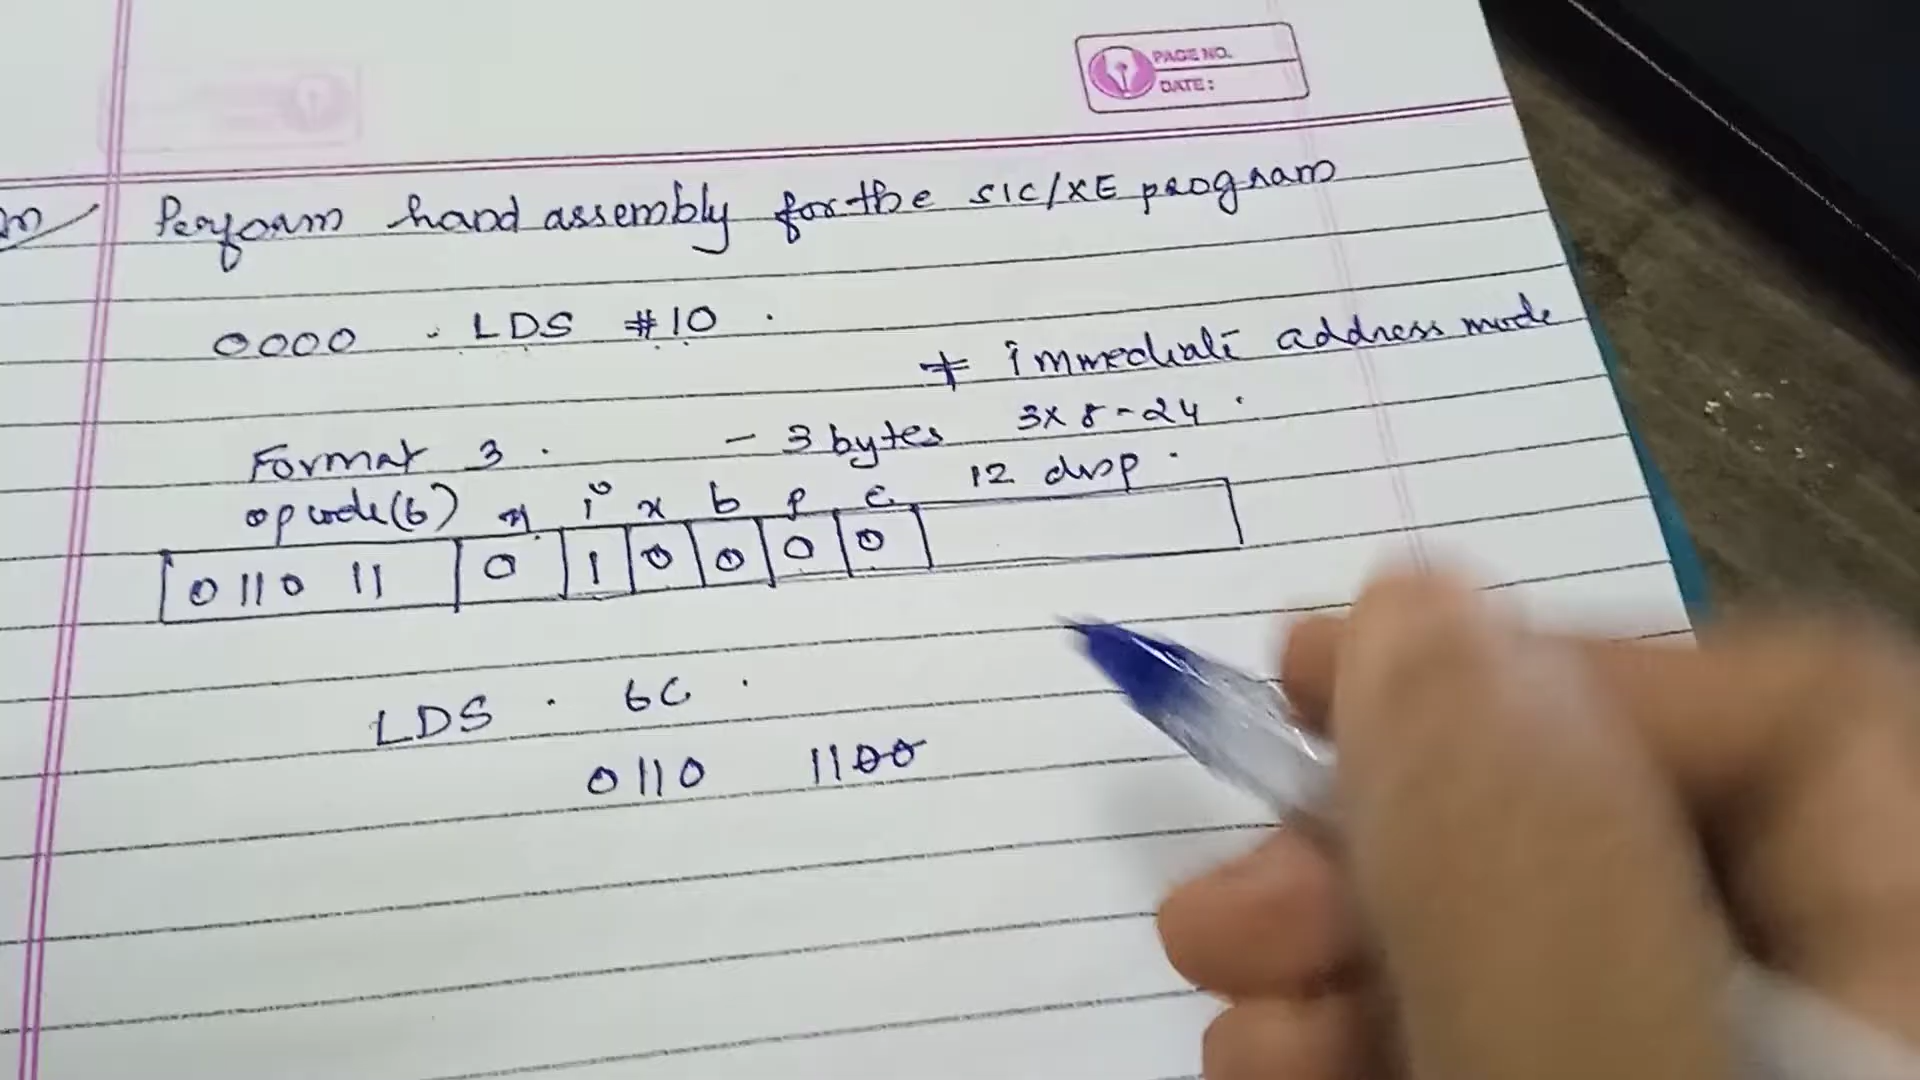 PAGE NO.
DATE:
Perform hand assembly for the SIC/XE program
0000 . LDS #10 .
* immediate address mode
Format 3 . - 3 bytes 3x8-24 .
opcode(6) n i x b p e 12 disp .
0110 11 0 1 0 0 0 0
LDS . 6C .
0110 1100